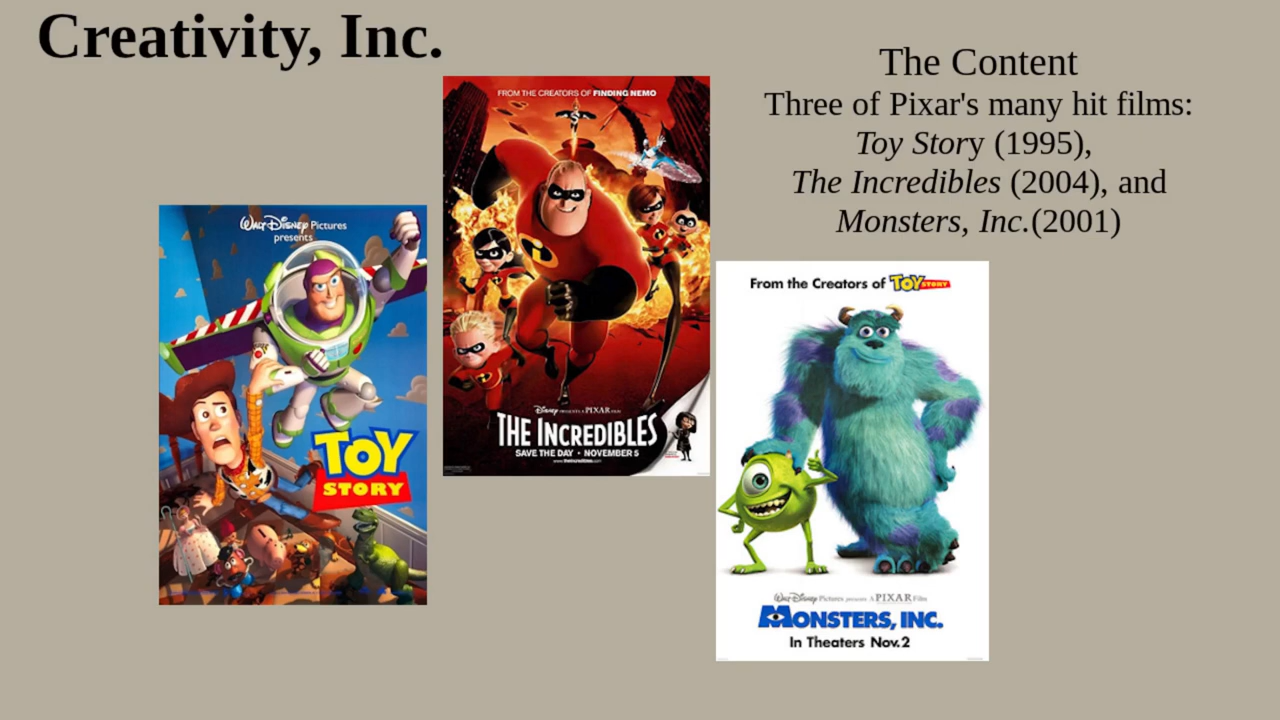 Creativity, Inc.
The Content
Three of Pixar's many hit films:
Toy Story (1995),
The Incredibles (2004), and
Monsters, Inc.(2001)
FROM THE CREATORS OF FINDING NEMO
Disney PRESENTS A PIXAR FILM
THE INCREDIBLES
SAVE THE DAY • NOVEMBER 5
www.theincredibles.com
WALT DISNEY Pictures
presents
TOY
STORY
From the Creators of TOY STORY
Walt Disney Pictures presents A PIXAR Film
MONSTERS, INC.
In Theaters Nov.2